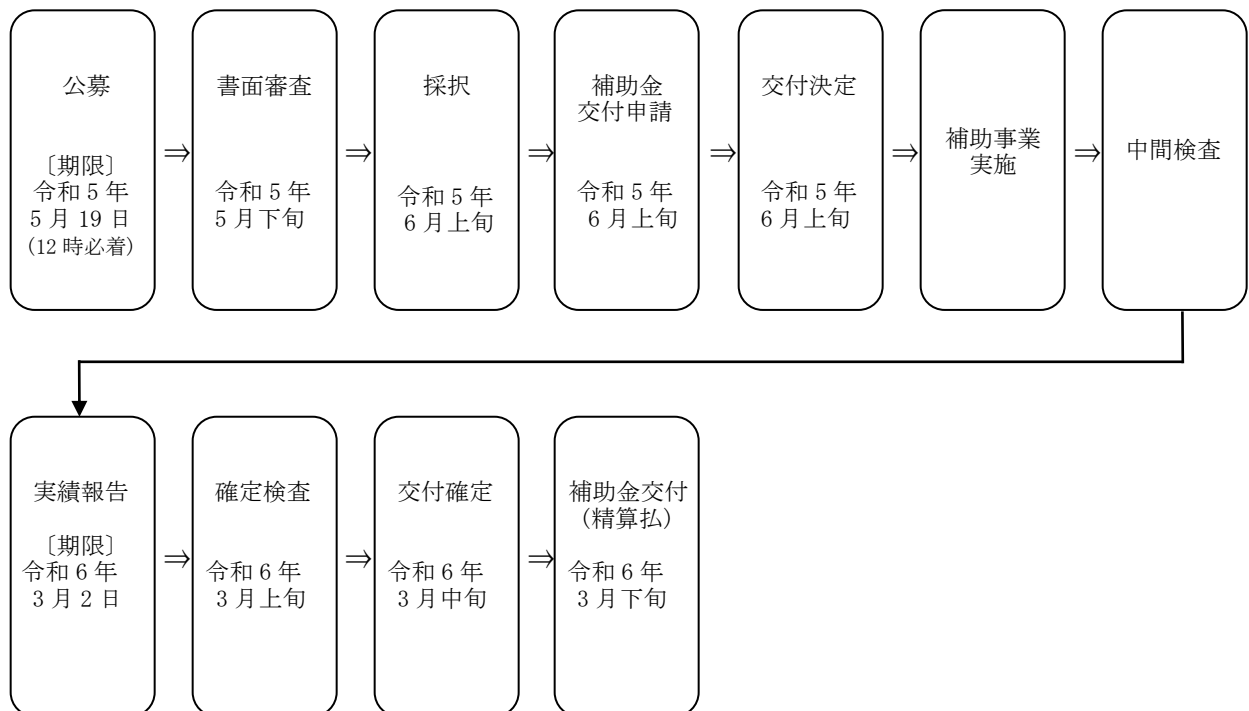 公募
〔期限〕
令和 5 年
5 月 19 日
(12 時必着)
⇒
書面審査
令和 5 年
5 月下旬
⇒
採択
令和 5 年
6 月上旬
⇒
補助金
交付申請
令和 5 年
6 月上旬
⇒
交付決定
令和 5 年
6 月上旬
⇒
補助事業
実施
⇒
中間検査
実績報告
〔期限〕
令和 6 年
3 月 2 日
⇒
確定検査
令和 6 年
3 月上旬
⇒
交付確定
令和 6 年
3 月中旬
⇒
補助金交付
(精算払)
令和 6 年
3 月下旬